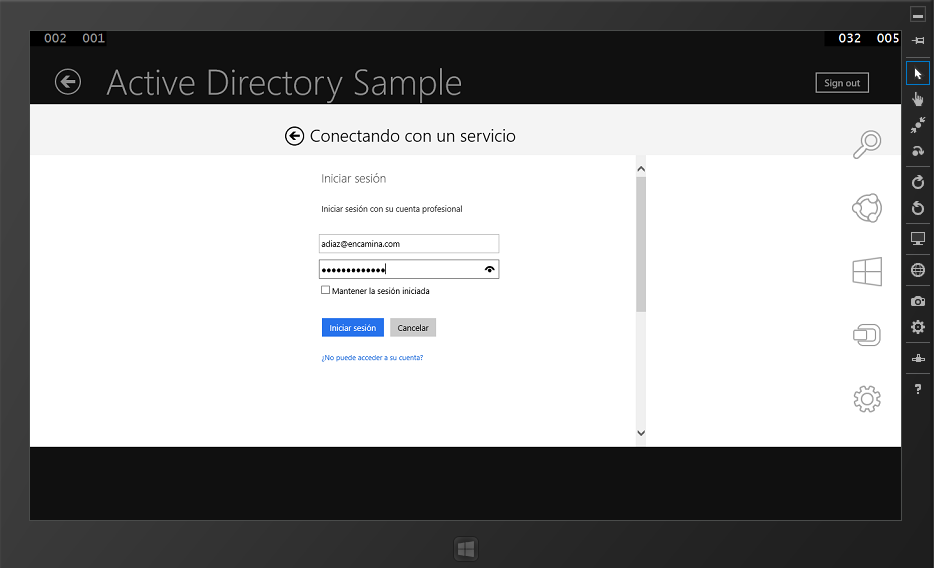 002 001
032 005
Active Directory Sample
Sign out
Conectando con un servicio
Iniciar sesión
Iniciar sesión con su cuenta profesional
adiaz@encamina.com
Mantener la sesión iniciada
Iniciar sesión
Cancelar
¿No puede acceder a su cuenta?
?